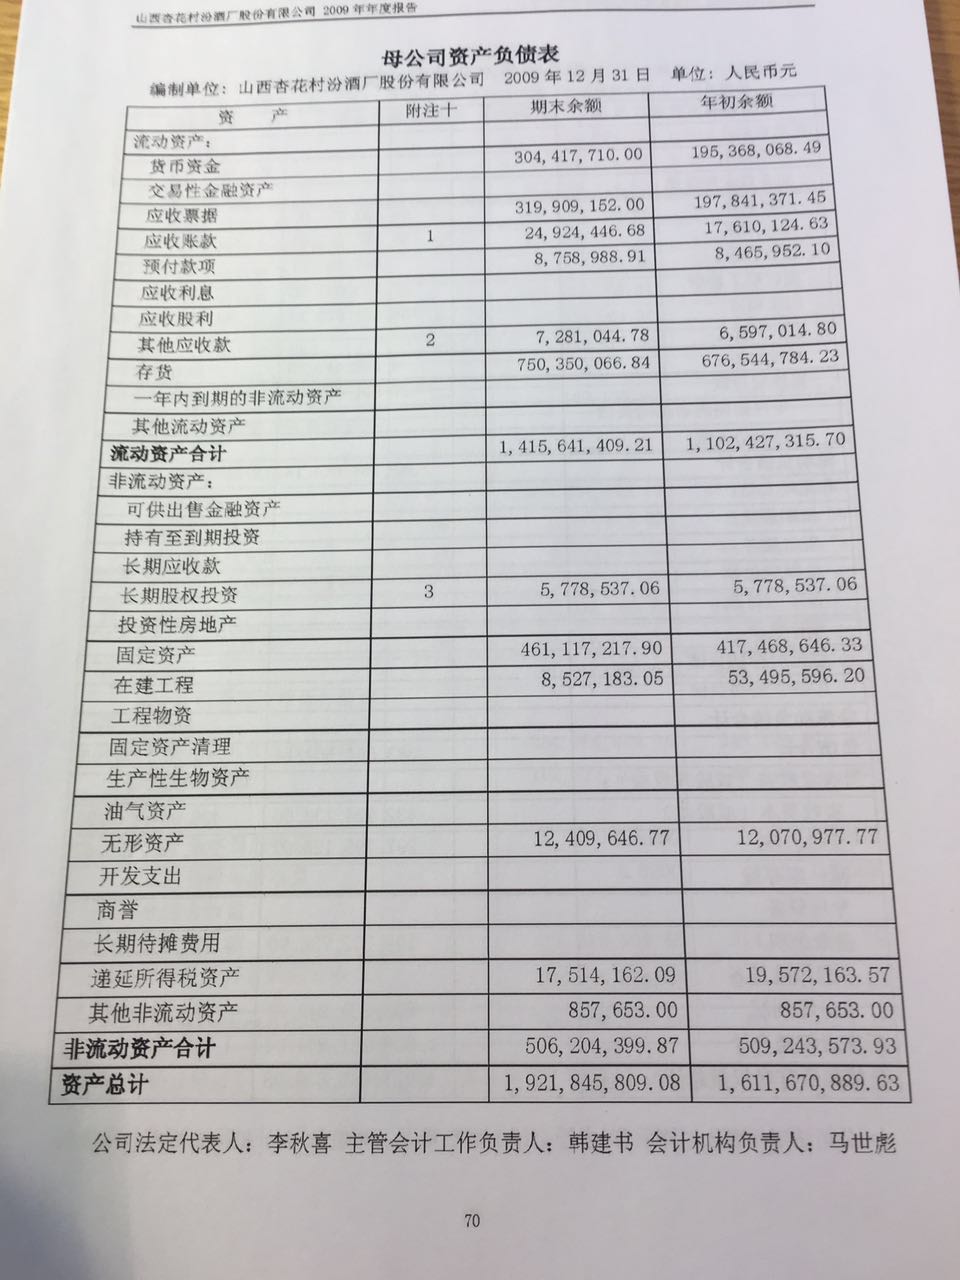 山西杏花村汾酒厂股份有限公司 2009 年年度报告
母公司资产负债表
编制单位：山西杏花村汾酒厂股份有限公司 2009 年 12 月 31 日 单位：人民币元
资 产 附注十 期末余额 年初余额
流动资产：
货币资金 304,417,710.00 195,368,068.49
交易性金融资产
应收票据 319,909,152.00 197,841,371.45
应收账款 1 24,924,446.68 17,610,124.63
预付款项 8,758,988.91 8,465,952.10
应收利息
应收股利
其他应收款 2 7,281,044.78 6,597,014.80
存货 750,350,066.84 676,544,784.23
一年内到期的非流动资产
其他流动资产
流动资产合计 1,415,641,409.21 1,102,427,315.70
非流动资产：
可供出售金融资产
持有至到期投资
长期应收款
长期股权投资 3 5,778,537.06 5,778,537.06
投资性房地产
固定资产 461,117,217.90 417,468,646.33
在建工程 8,527,183.05 53,495,596.20
工程物资
固定资产清理
生产性生物资产
油气资产
无形资产 12,409,646.77 12,070,977.77
开发支出
商誉
长期待摊费用
递延所得税资产 17,514,162.09 19,572,163.57
其他非流动资产 857,653.00 857,653.00
非流动资产合计 506,204,399.87 509,243,573.93
资产总计 1,921,845,809.08 1,611,670,889.63
公司法定代表人：李秋喜 主管会计工作负责人：韩建书 会计机构负责人：马世彪
70